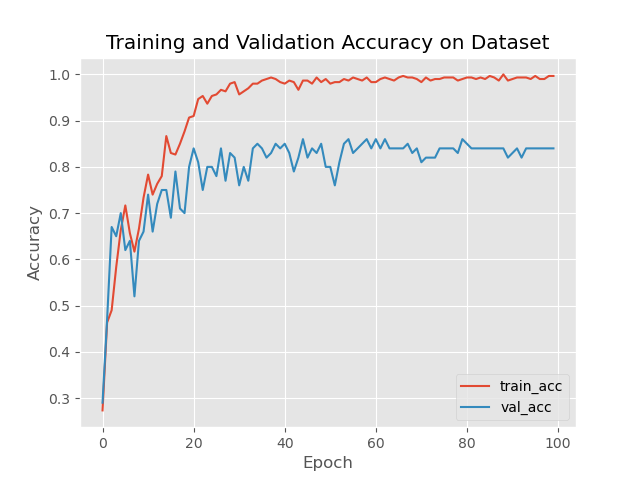 Training and Validation Accuracy on Dataset
1.0
0.9
0.8
0.7
0.6
0.5
0.4
0.3
Accuracy
train_acc
val_acc
0 20 40 60 80 100
Epoch